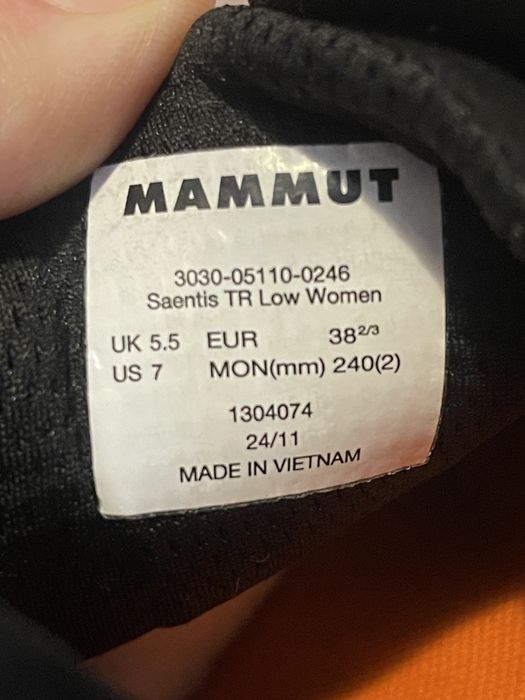 MAMMUT
3030-05110-0246
Saentis TR Low Women
UK 5.5 EUR 38 2/3
US 7 MON(mm) 240(2)
1304074
24/11
MADE IN VIETNAM